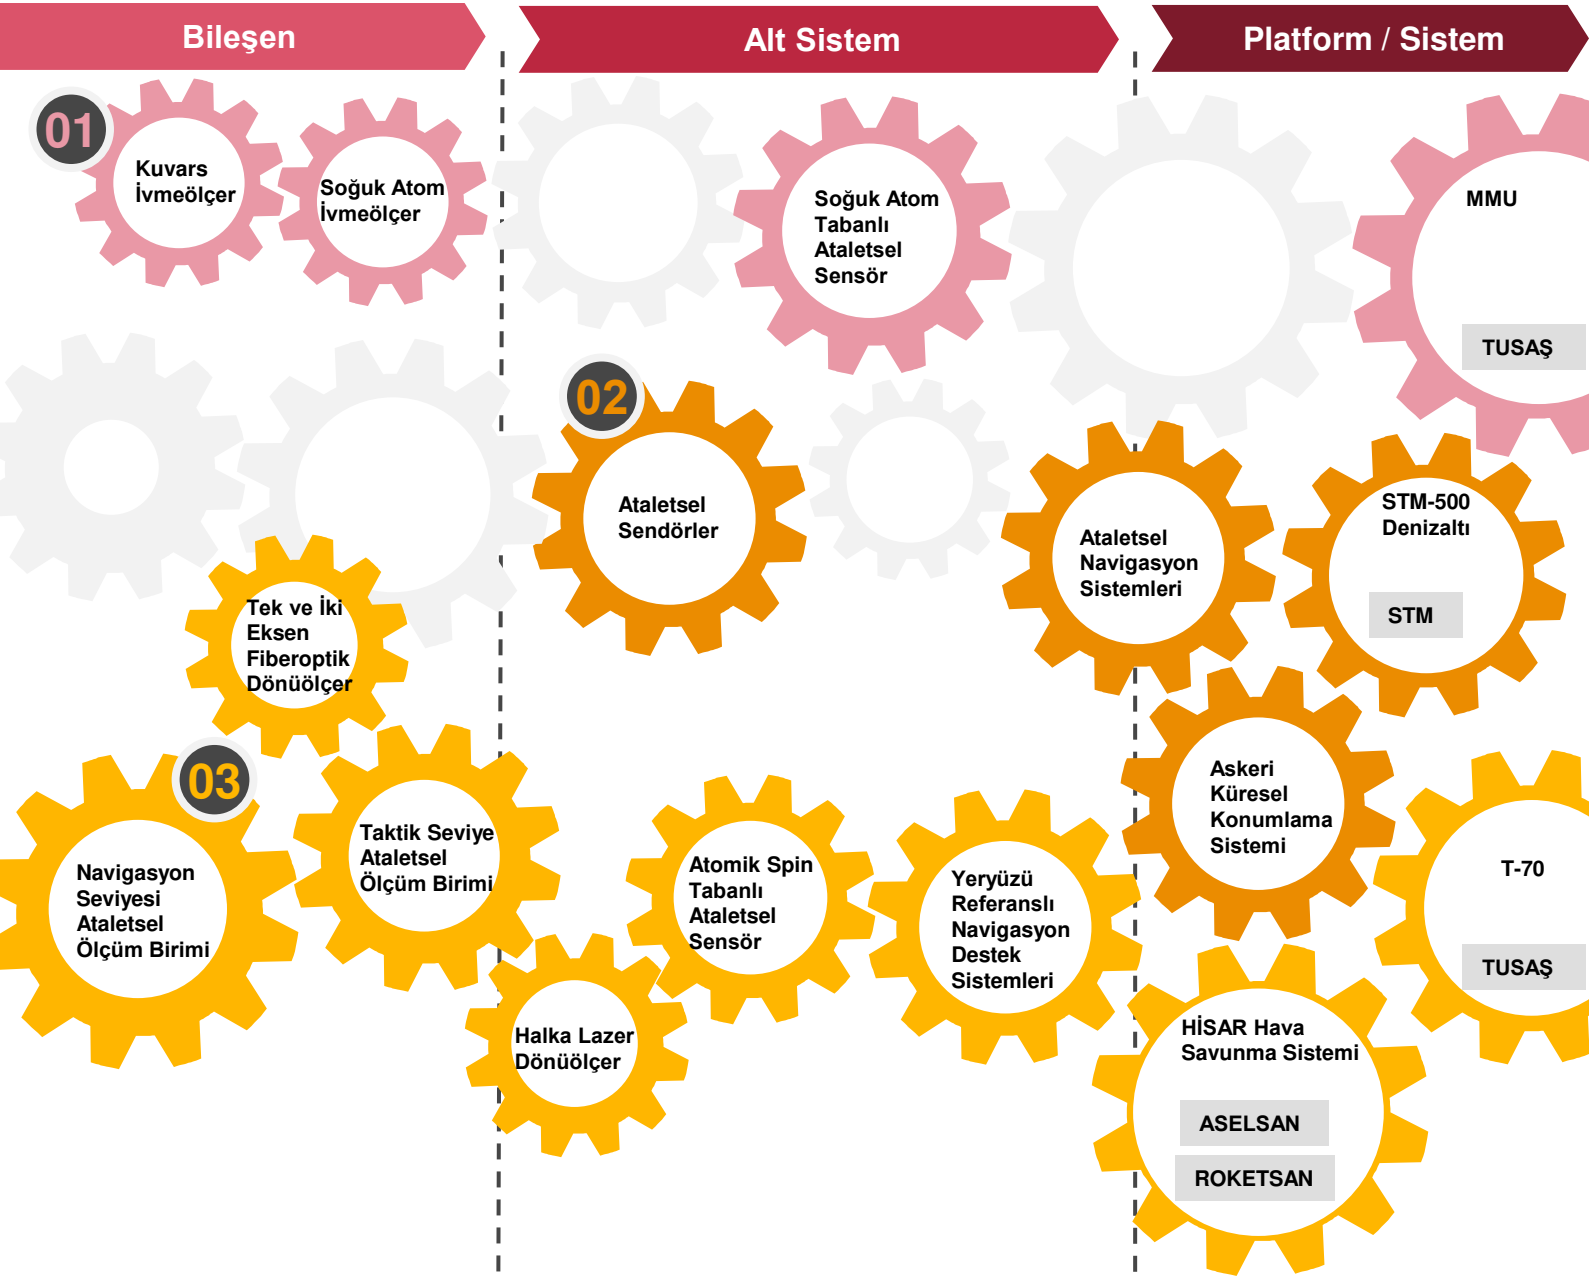 Bileşen
Alt Sistem
Platform / Sistem
01
Kuvars
İvmeölçer
Soğuk Atom
İvmeölçer
Soğuk Atom
Tabanlı
Ataletsel
Sensör
MMU
TUSAŞ
02
Ataletsel
Sendörler
Ataletsel
Navigasyon
Sistemleri
STM-500
Denizaltı
STM
Tek ve İki
Eksen
Fiberoptik
Dönüölçer
Askeri
Küresel
Konumlama
Sistemi
03
Navigasyon
Seviyesi
Ataletsel
Ölçüm Birimi
Taktik Seviye
Ataletsel
Ölçüm Birimi
Atomik Spin
Tabanlı
Ataletsel
Sensör
Yeryüzü
Referanslı
Navigasyon
Destek
Sistemleri
T-70
TUSAŞ
Halka Lazer
Dönüölçer
HİSAR Hava
Savunma Sistemi
ASELSAN
ROKETSAN